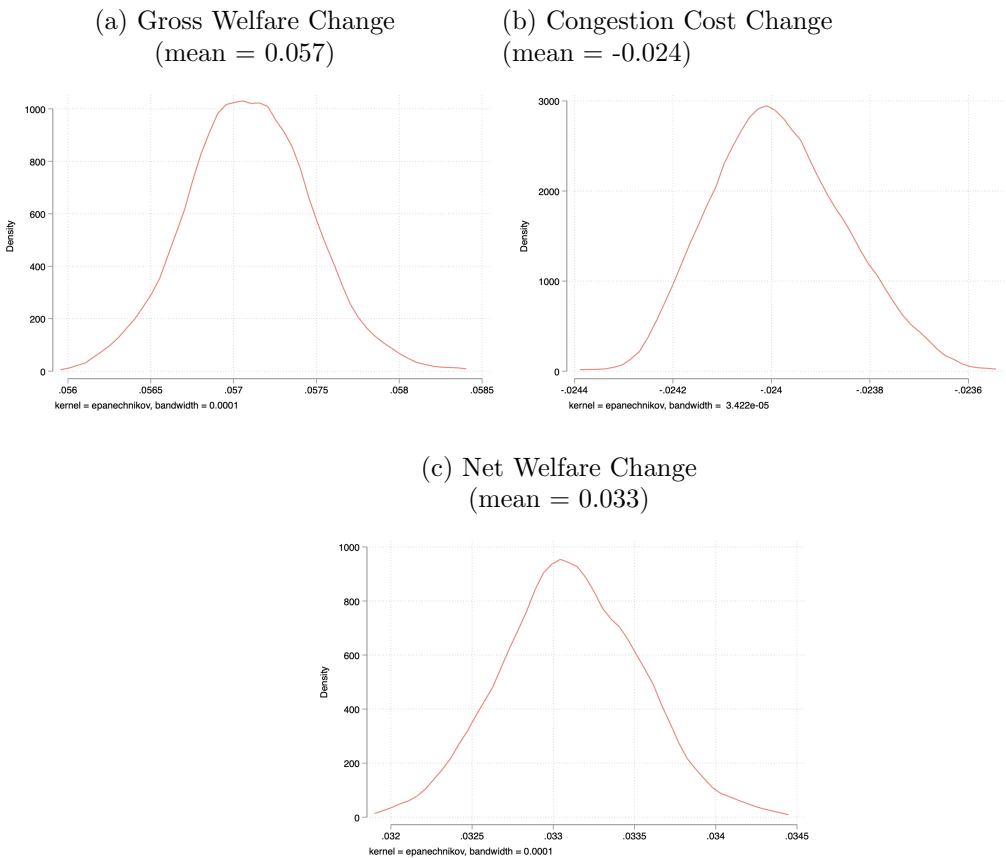 (a) Gross Welfare Change
(mean = 0.057)
(b) Congestion Cost Change
(mean = -0.024)
1000
800
600
400
200
0
Density
.056
.0565
.057
.0575
.058
.0585
kernel = epanechnikov, bandwidth = 0.0001
3000
2000
1000
0
Density
-.0244
-.0242
-.024
-.0238
-.0236
kernel = epanechnikov, bandwidth = 3.422e-05
(c) Net Welfare Change
(mean = 0.033)
1000
800
600
400
200
0
Density
.032
.0325
.033
.0335
.034
.0345
kernel = epanechnikov, bandwidth = 0.0001